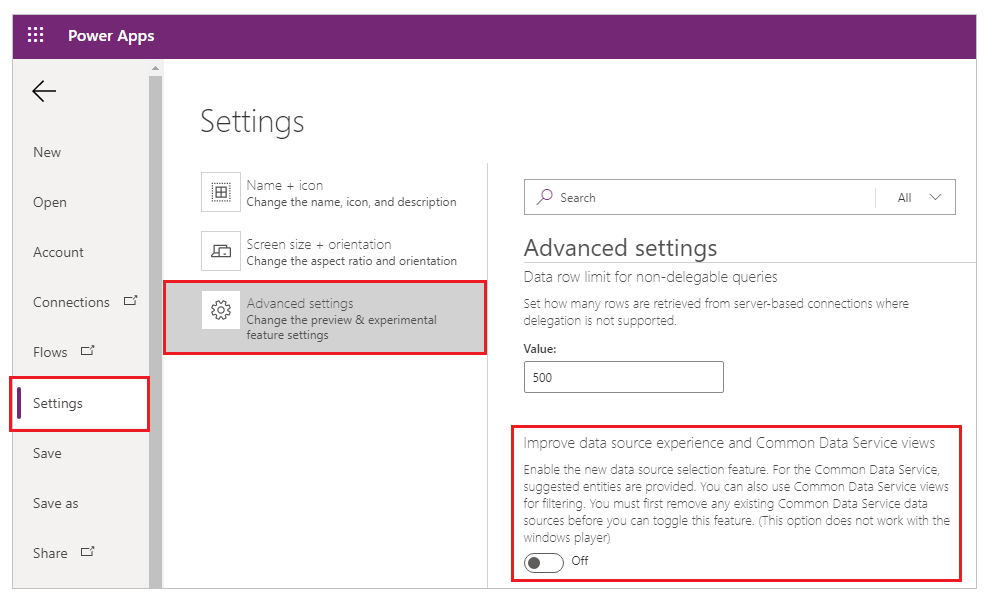 Power Apps
New
Open
Account
Connections
Flows
Settings
Save
Save as
Share
Settings
Name + icon
Change the name, icon, and description
Screen size + orientation
Change the aspect ratio and orientation
Advanced settings
Change the preview & experimental
feature settings
Search
All
Advanced settings
Data row limit for non-delegable queries
Set how many rows are retrieved from server-based connections where
delegation is not supported.
Value:
500
Improve data source experience and Common Data Service views
Enable the new data source selection feature. For the Common Data Service,
suggested entities are provided. You can also use Common Data Service views
for filtering. You must first remove any existing Common Data Service data
sources before you can toggle this feature. (This option does not work with the
windows player)
Off